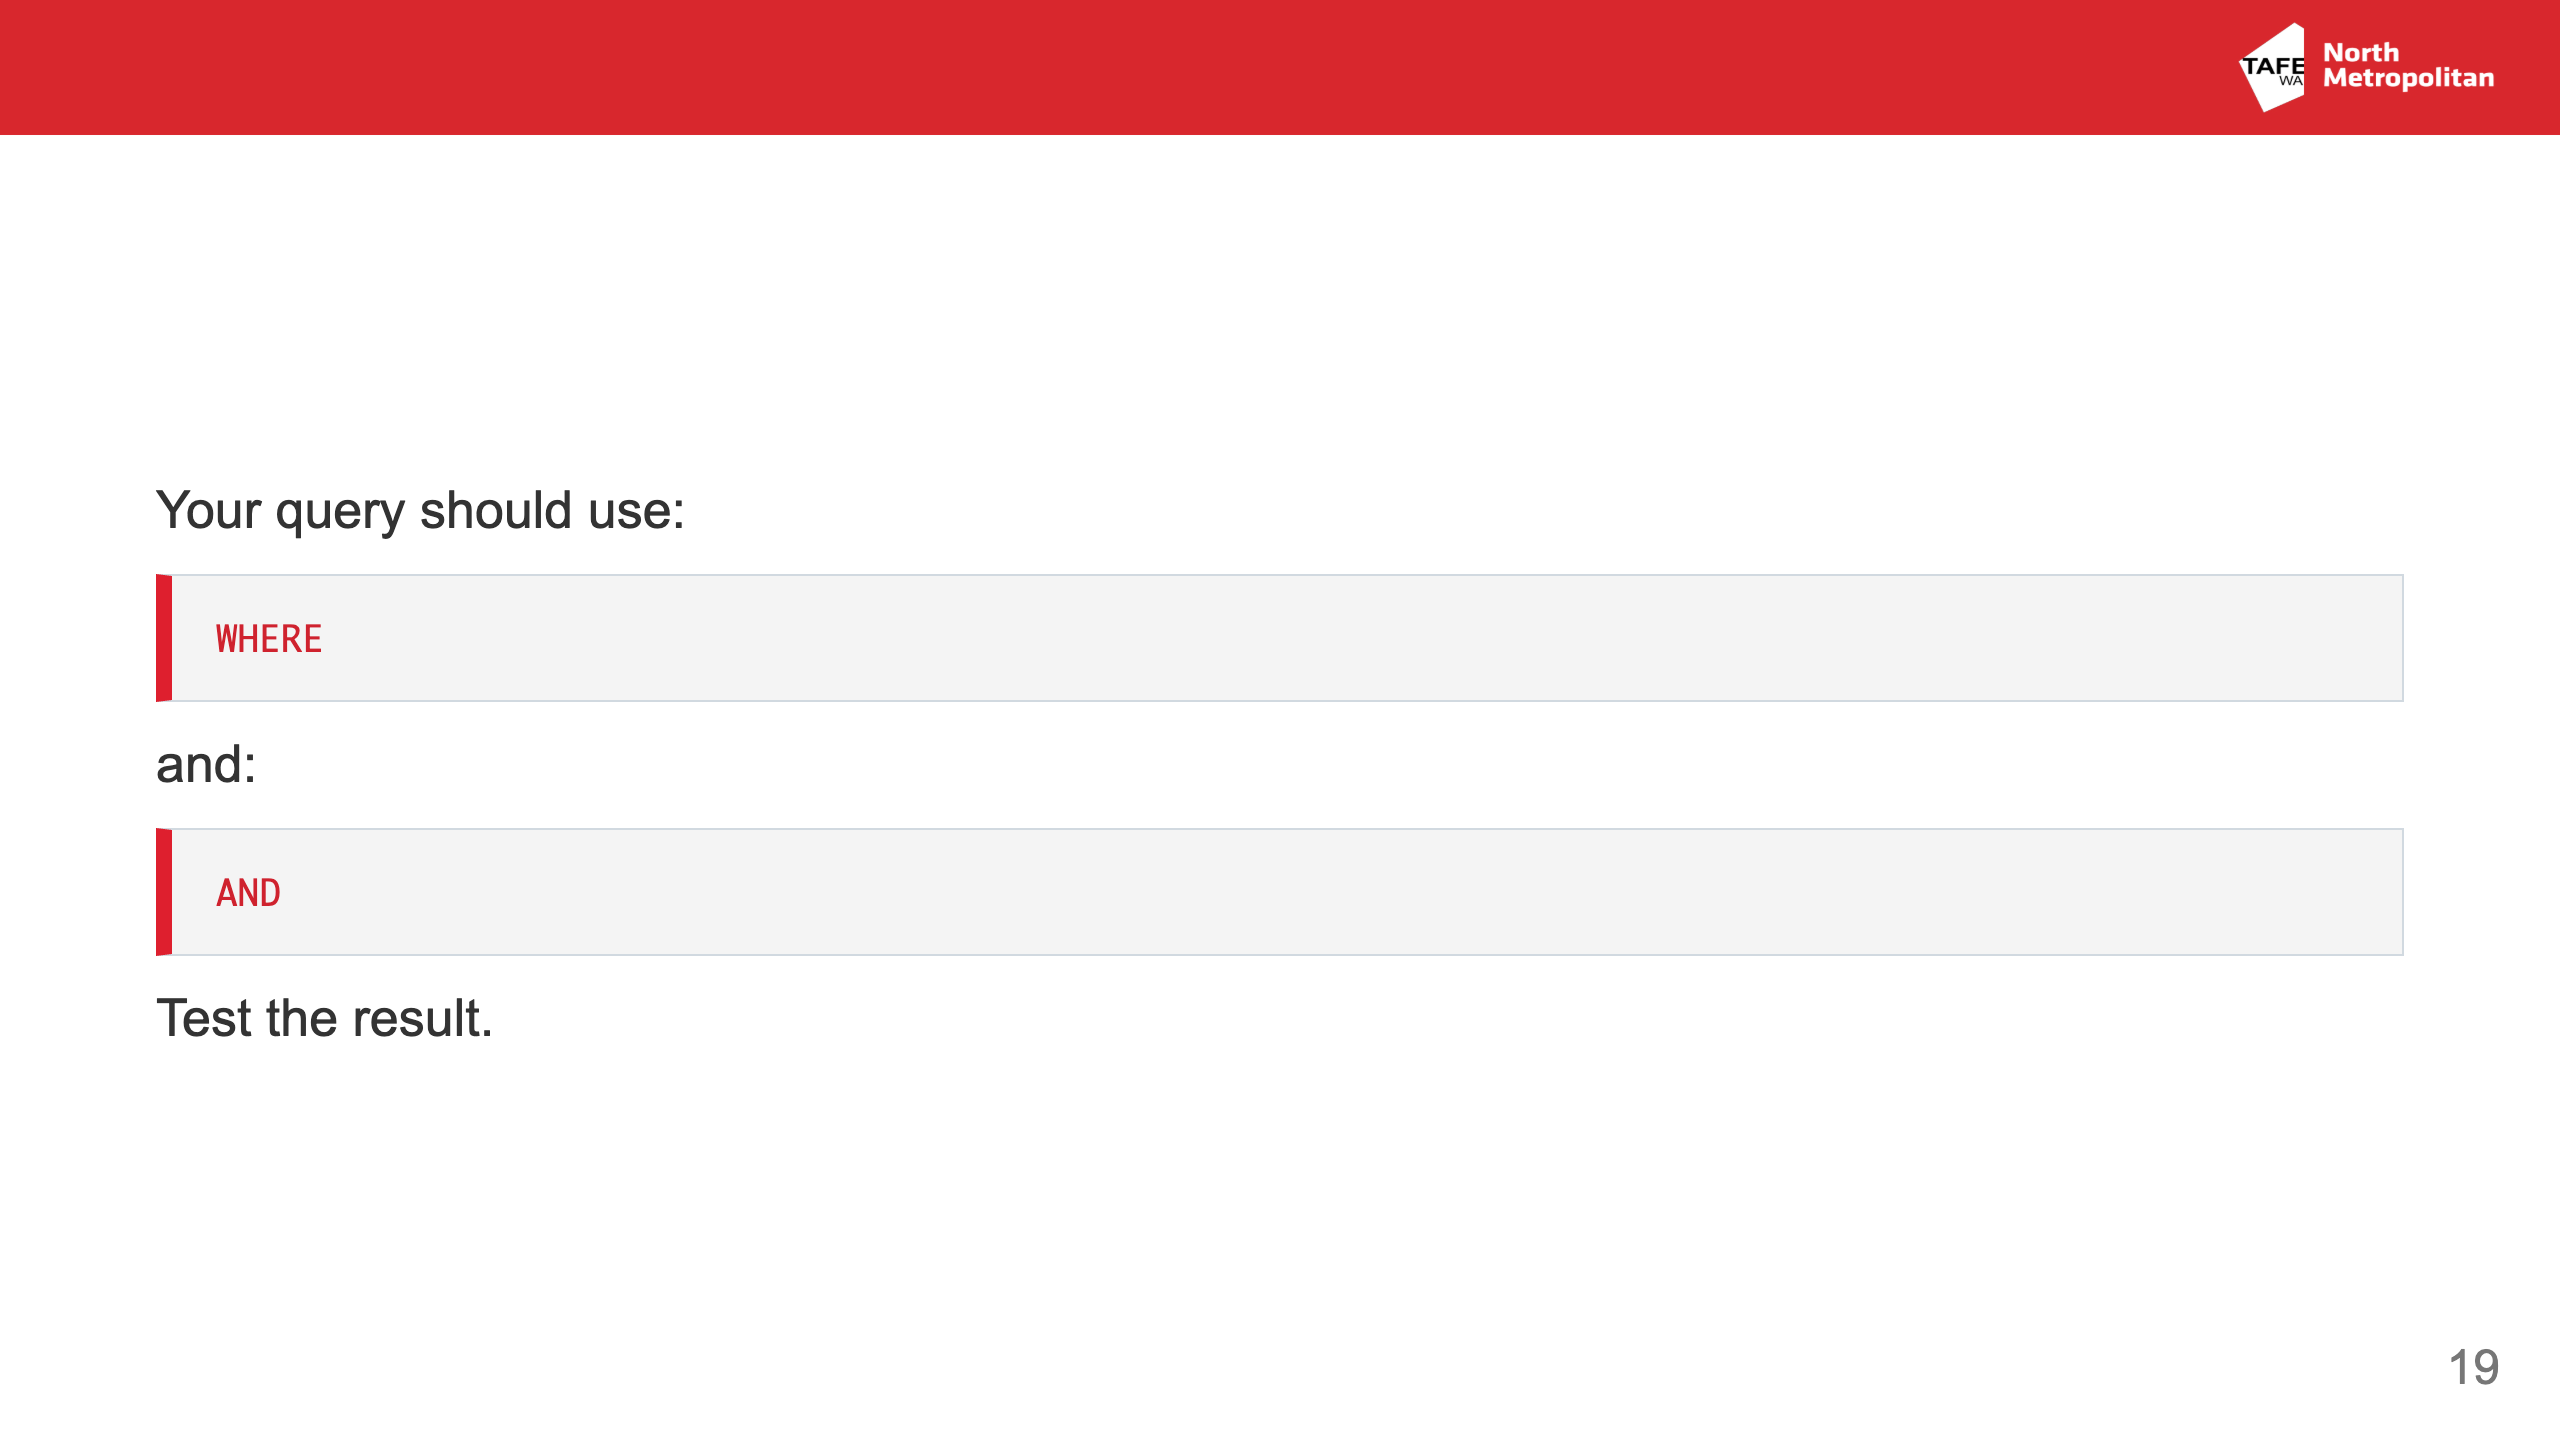 TAFE
WA
North
Metropolitan
Your query should use:
WHERE
and:
AND
Test the result.
19